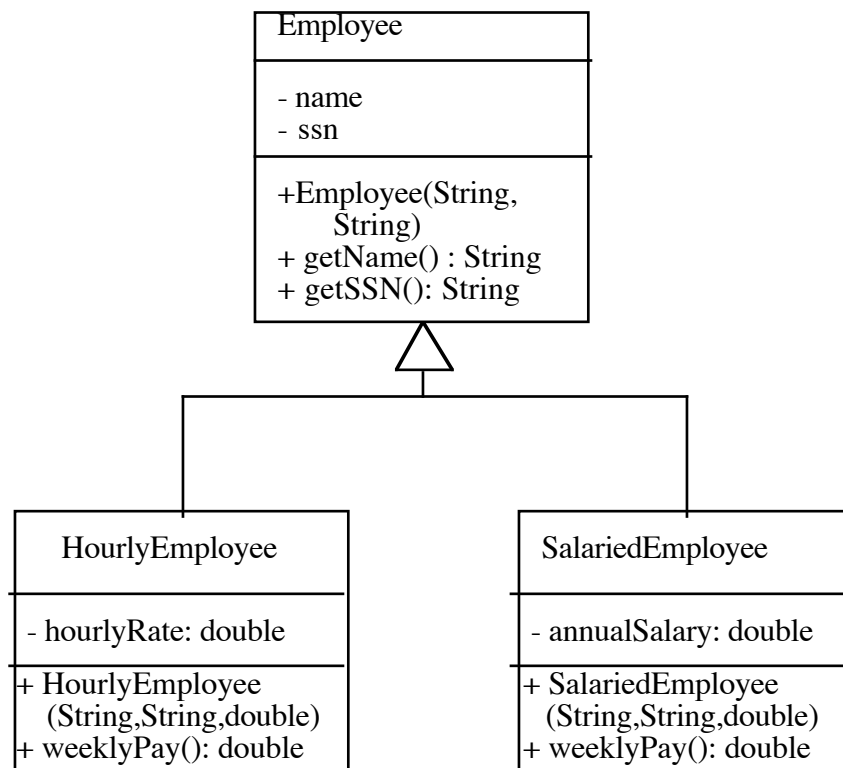 Employee
- name
- ssn
+Employee(String,
String)
+ getName() : String
+ getSSN(): String
HourlyEmployee
- hourlyRate: double
+ HourlyEmployee
(String,String,double)
+ weeklyPay(): double
SalariedEmployee
- annualSalary: double
+ SalariedEmployee
(String,String,double)
+ weeklyPay(): double